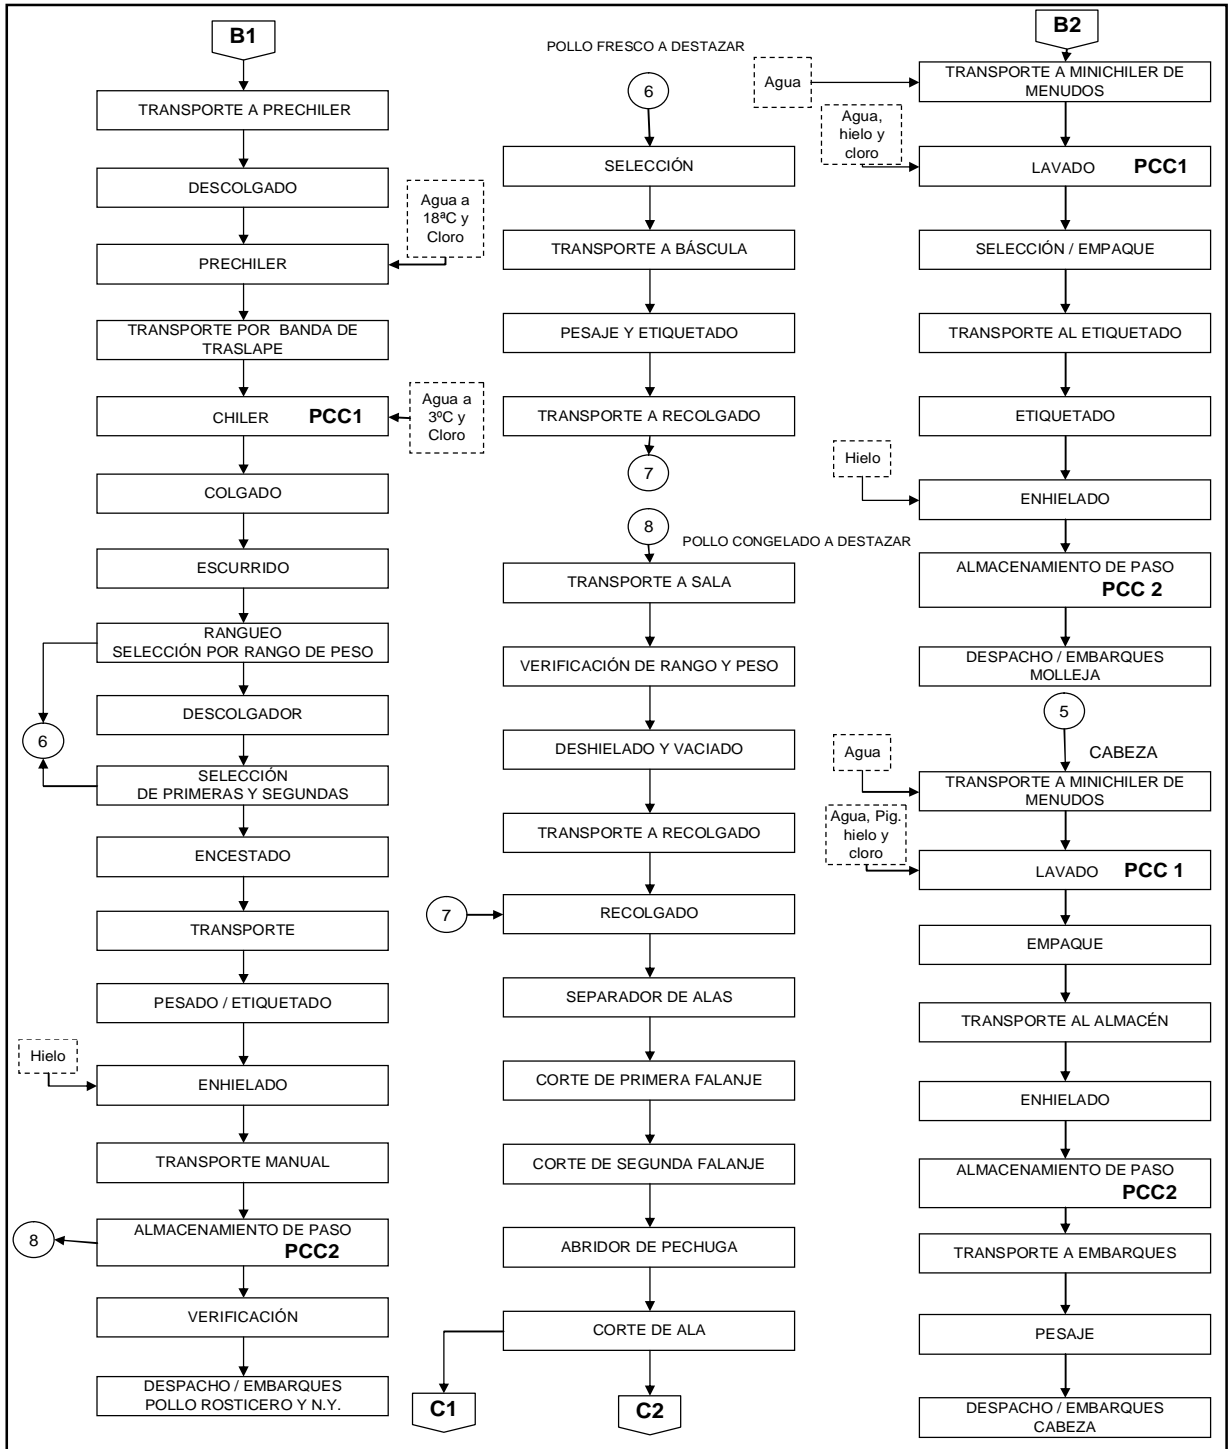 B1
TRANSPORTE A PRECHILER
DESCOLGADO
Agua a
18ªC y
Cloro
PRECHILER
TRANSPORTE POR BANDA DE
TRASLAPE
CHILER PCC1
Agua a
3ºC y
Cloro
COLGADO
ESCURRIDO
RANGUEO
SELECCIÓN POR RANGO DE PESO
DESCOLGADOR
6
SELECCIÓN
DE PRIMERAS Y SEGUNDAS
ENCESTADO
TRANSPORTE
PESADO / ETIQUETADO
Hielo
ENHIELADO
TRANSPORTE MANUAL
ALMACENAMIENTO DE PASO
PCC2
8
VERIFICACIÓN
DESPACHO / EMBARQUES
POLLO ROSTICERO Y N.Y.
POLLO FRESCO A DESTAZAR
6
SELECCIÓN
TRANSPORTE A BÁSCULA
PESAJE Y ETIQUETADO
TRANSPORTE A RECOLGADO
7
8
POLLO CONGELADO A DESTAZAR
TRANSPORTE A SALA
VERIFICACIÓN DE RANGO Y PESO
DESHIELADO Y VACIADO
TRANSPORTE A RECOLGADO
7
RECOLGADO
SEPARADOR DE ALAS
CORTE DE PRIMERA FALANJE
CORTE DE SEGUNDA FALANJE
ABRIDOR DE PECHUGA
CORTE DE ALA
C1
C2
B2
Agua
TRANSPORTE A MINICHILER DE
MENUDOS
Agua,
hielo y
cloro
LAVADO PCC1
SELECCIÓN / EMPAQUE
TRANSPORTE AL ETIQUETADO
ETIQUETADO
Hielo
ENHIELADO
ALMACENAMIENTO DE PASO
PCC 2
DESPACHO / EMBARQUES
MOLLEJA
5
CABEZA
Agua
TRANSPORTE A MINICHILER DE
MENUDOS
Agua, Pig.
hielo y
cloro
LAVADO PCC 1
EMPAQUE
TRANSPORTE AL ALMACÉN
ENHIELADO
ALMACENAMIENTO DE PASO
PCC2
TRANSPORTE A EMBARQUES
PESAJE
DESPACHO / EMBARQUES
CABEZA